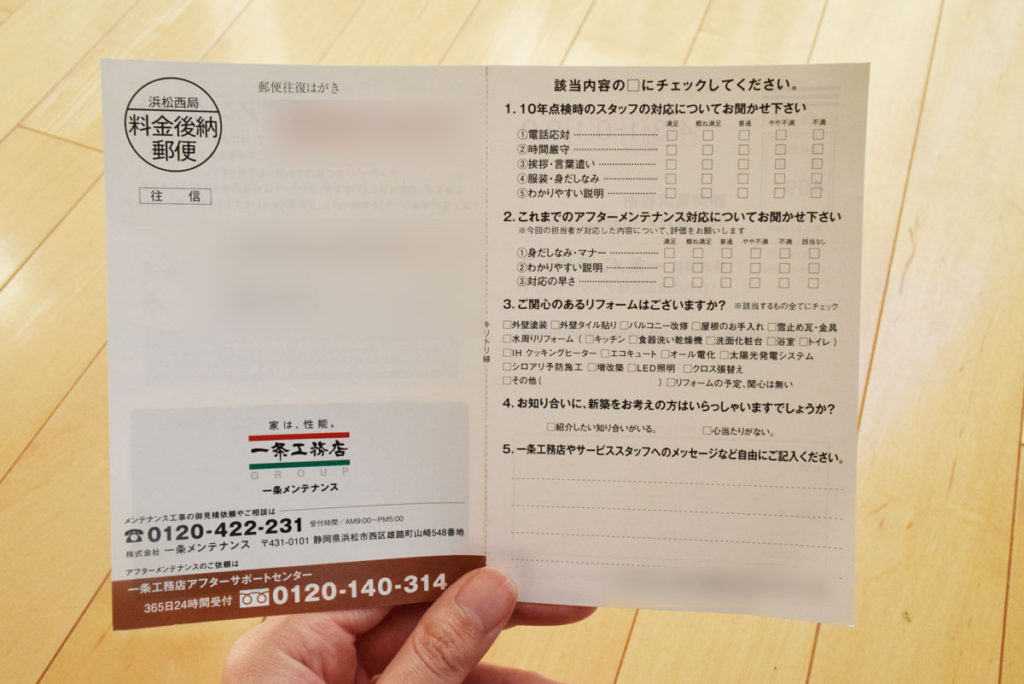 郵便往復はがき
浜松西局
料金後納
郵便
往 信
家は、性能。
一条工務店
GROUP
一条メンテナンス
メンテナンス工事の御見積依頼やご相談は
☎0120-422-231 受付時間/AM9:00〜PM5:00
株式会社 一条メンテナンス 〒431-0101 静岡県浜松市西区雄踏町山崎548番地
アフターメンテナンスのご依頼は
一条工務店アフターサポートセンター
365日24時間受付 0120-140-314
キリトリ線
該当内容の□にチェックしてください。
1. 10年点検時のスタッフの対応についてお聞かせ下さい
満足 概ね満足 普通 やや不満 不満
①電話応対 □ □ □ □ □
②時間厳守 □ □ □ □ □
③挨拶・言葉遣い □ □ □ □ □
④服装・身だしなみ □ □ □ □ □
⑤わかりやすい説明 □ □ □ □ □
2. これまでのアフターメンテナンス対応についてお聞かせ下さい
※今回の担当者が対応した内容について、評価をお願いします
満足 概ね満足 普通 やや不満 不満 該当なし
①身だしなみ・マナー □ □ □ □ □ □
②わかりやすい説明 □ □ □ □ □ □
③対応の早さ □ □ □ □ □ □
3. ご関心のあるリフォームはございますか? ※該当するもの全てにチェック
□外壁塗装 □外壁タイル貼り □バルコニー改修 □屋根のお手入れ □雪止め瓦・金具
□水周りリフォーム (□キッチン □食器洗い乾燥機 □洗面化粧台 □浴室 □トイレ)
□IH クッキングヒーター □エコキュート □オール電化 □太陽光発電システム
□シロアリ予防施工 □増改築 □LED照明 □クロス張替え
□その他( ) □リフォームの予定、関心は無い
4. お知り合いに、新築をお考えの方はいらっしゃいますでしょうか?
□紹介したい知り合いがいる。 □心当たりがない。
5. 一条工務店やサービススタッフへのメッセージなど自由にご記入ください。